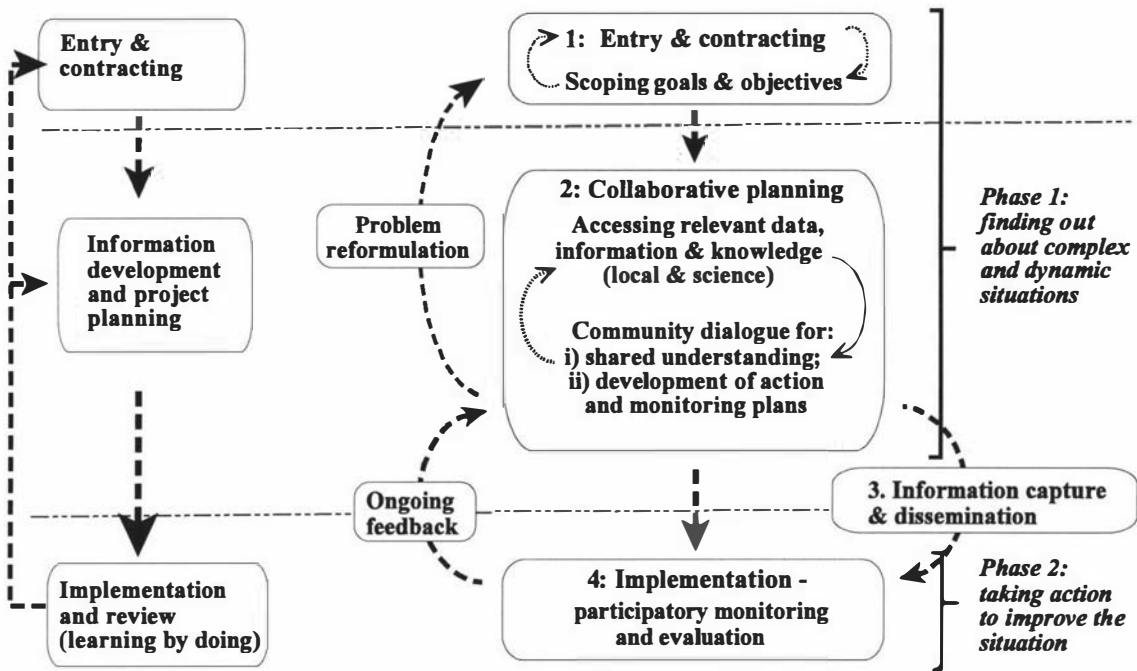 Entry &
contracting
Information
development
and project
planning
Implementation
and review
(learning by doing)
Problem
reformulation
Ongoing
feedback
1: Entry & contracting
Scoping goals & objectives
2: Collaborative planning
Accessing relevant data,
information & knowledge
(local & science)
Community dialogue for:
i) shared understanding;
ii) development of action
and monitoring plans
3. Information capture
& dissemination
4: Implementation -
participatory monitoring
and evaluation
Phase 1:
finding out
about complex
and dynamic
situations
Phase 2:
taking action
to improve the
situation